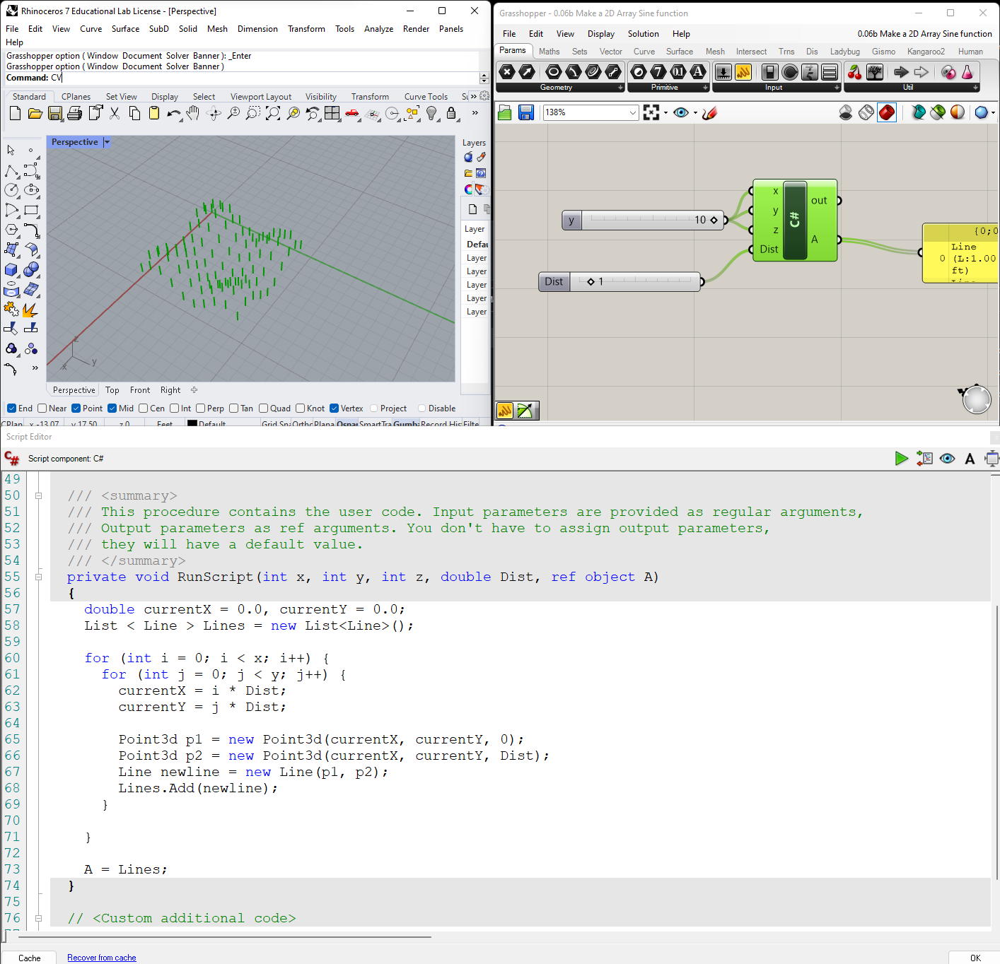 Rhinoceros 7 Educational Lab License - [Perspective]
File Edit View Curve Surface SubD Solid Mesh Dimension Transform Tools Analyze Render Panels
Help
Grasshopper option ( Window Document Solver Banner ): _Enter
Grasshopper option ( Window Document Solver Banner )
Command: CV
Standard CPlanes Set View Display Select Viewport Layout Visibility Transform Curve Tools
Perspective
Layers
Layer
Layer
Layer
Layer
Layer
Layer
x
y
z
Perspective Top Front Right
End Near Point Mid Cen Int Perp Tan Quad Knot Vertex Project Disable
CPlan x -13.07 y 17.50 z 0 Feet Default Grid Sn Ortho Plana Osna SmartTra Gumb Record His Filte
Grasshopper - 0.06b Make a 2D Array Sine function
File Edit View Display Solution Help 0.06b Make a 2D Array Sine function
Params Maths Sets Vector Curve Surface Mesh Intersect Trns Dis Ladybug Gismo Kangaroo2 Human
Geometry Primitive Input Util
138%
y 10
Dist 1
x
y
z
Dist
C#
out
A
{0;0
0 Line (L:1.00 ft)
Script Editor
C# Script component: C#
49
50 /// <summary>
51 /// This procedure contains the user code. Input parameters are provided as regular arguments,
52 /// Output parameters as ref arguments. You don't have to assign output parameters,
53 /// they will have a default value.
54 /// </summary>
55 private void RunScript(int x, int y, int z, double Dist, ref object A)
56 {
57 double currentX = 0.0, currentY = 0.0;
58 List < Line > Lines = new List<Line>();
59
60 for (int i = 0; i < x; i++) {
61 for (int j = 0; j < y; j++) {
62 currentX = i * Dist;
63 currentY = j * Dist;
64
65 Point3d p1 = new Point3d(currentX, currentY, 0);
66 Point3d p2 = new Point3d(currentX, currentY, Dist);
67 Line newline = new Line(p1, p2);
68 Lines.Add(newline);
69 }
70
71 }
72
73 A = Lines;
74 }
75
76 // <Custom additional code>
Cache Recover from cache OK